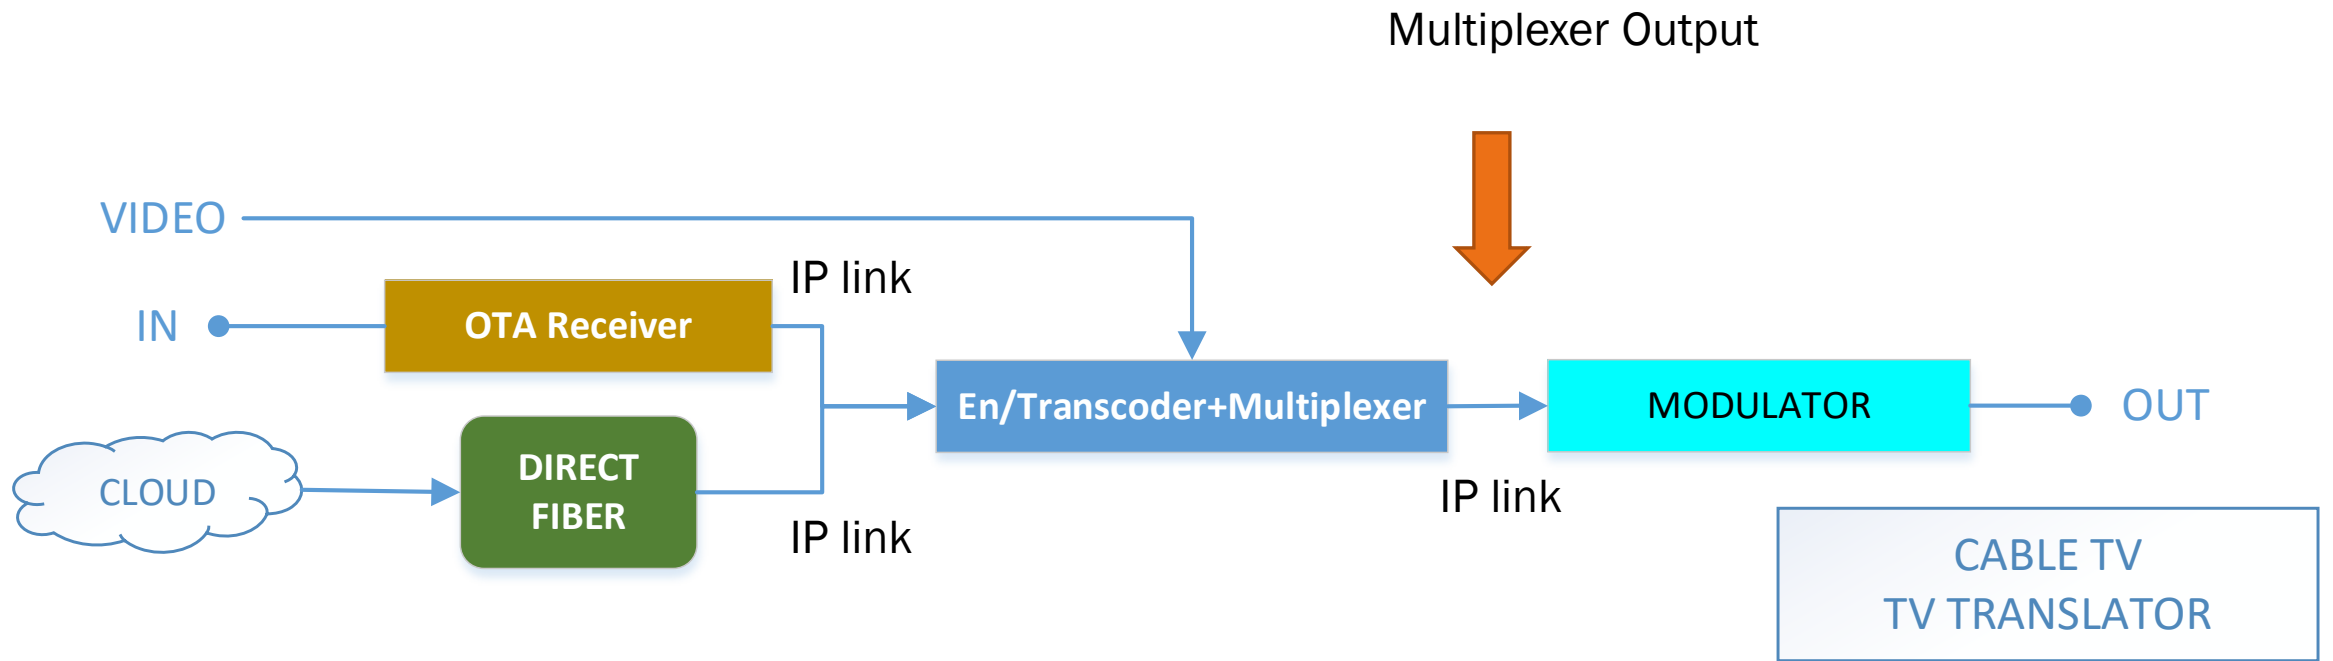 Multiplexer Output
VIDEO
IP link
IN
OTA Receiver
En/Transcoder+Multiplexer
MODULATOR
OUT
CLOUD
DIRECT
FIBER
IP link
IP link
CABLE TV
TV TRANSLATOR